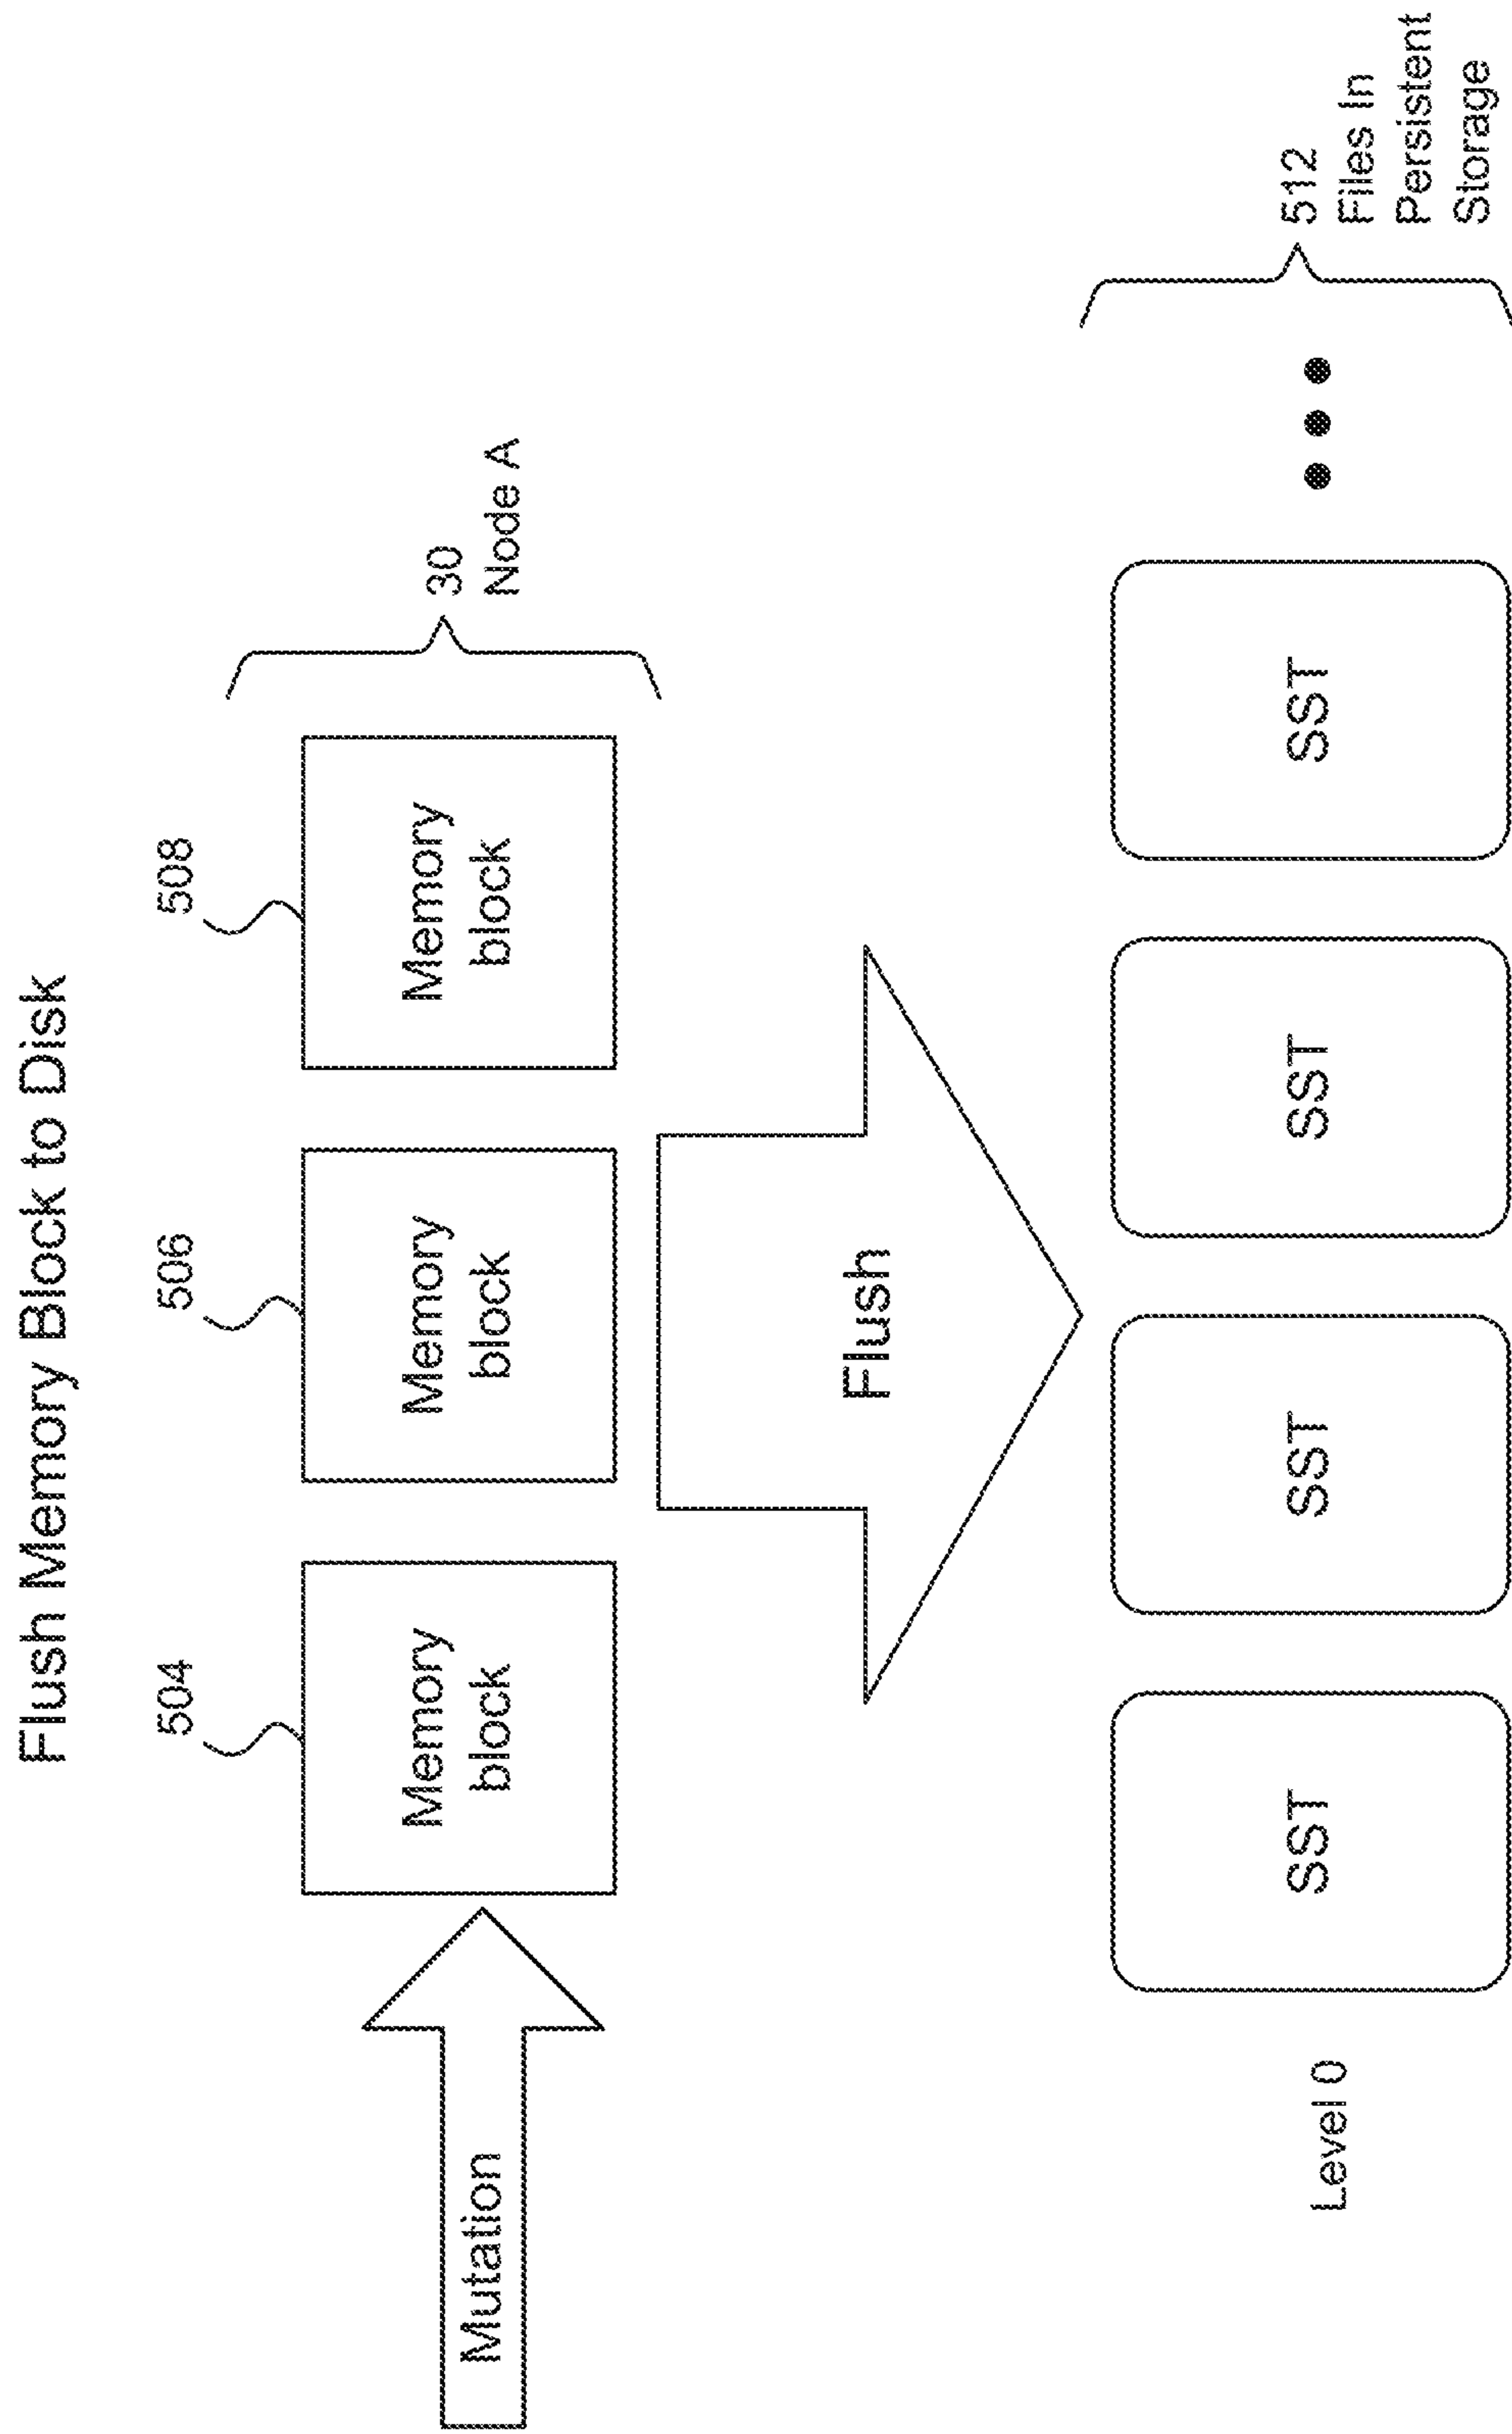 Flush Memory Block to Disk
504
506
508
Mutation
Memory
block
Memory
block
Memory
block
30
Node A
Flush
Level 0
SST
SST
SST
SST
512
Files In
Persistent
Storage